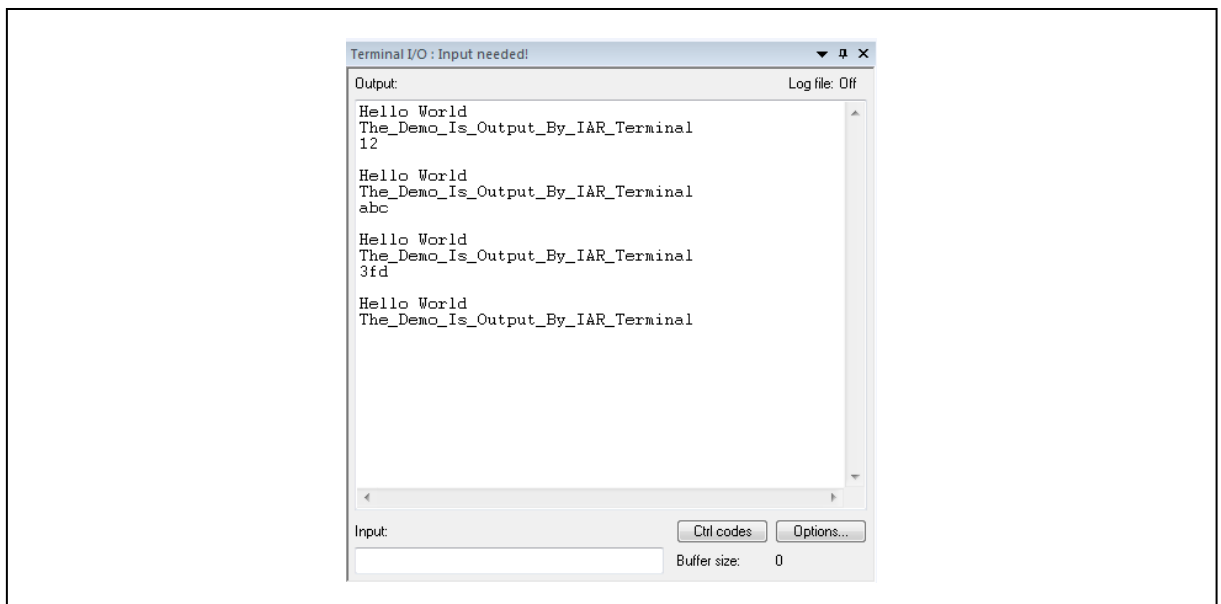 Terminal I/O : Input needed!
Output: Log file: Off
Hello World
The_Demo_Is_Output_By_IAR_Terminal
12
Hello World
The_Demo_Is_Output_By_IAR_Terminal
abc
Hello World
The_Demo_Is_Output_By_IAR_Terminal
3fd
Hello World
The_Demo_Is_Output_By_IAR_Terminal
Input: Ctrl codes Options...
Buffer size: 0